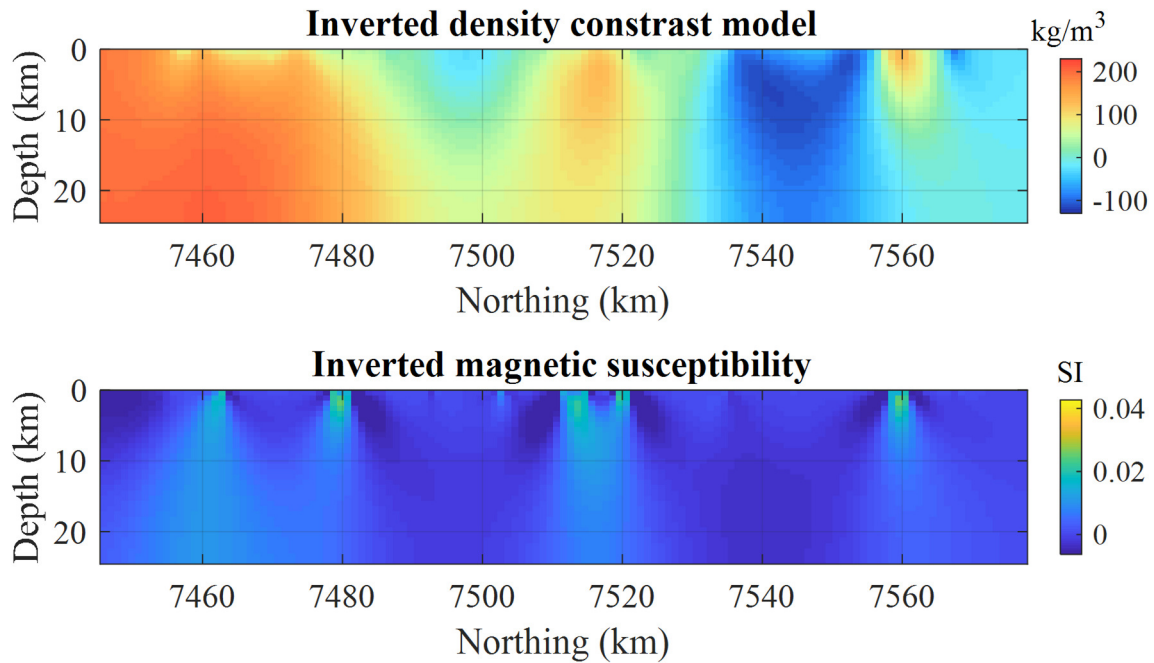 Inverted density constrast model
kg/m³
0
10
20
Depth (km)
200
100
0
-100
7460 7480 7500 7520 7540 7560
Northing (km)
Inverted magnetic susceptibility
SI
0
10
20
Depth (km)
0.04
0.02
0
7460 7480 7500 7520 7540 7560
Northing (km)